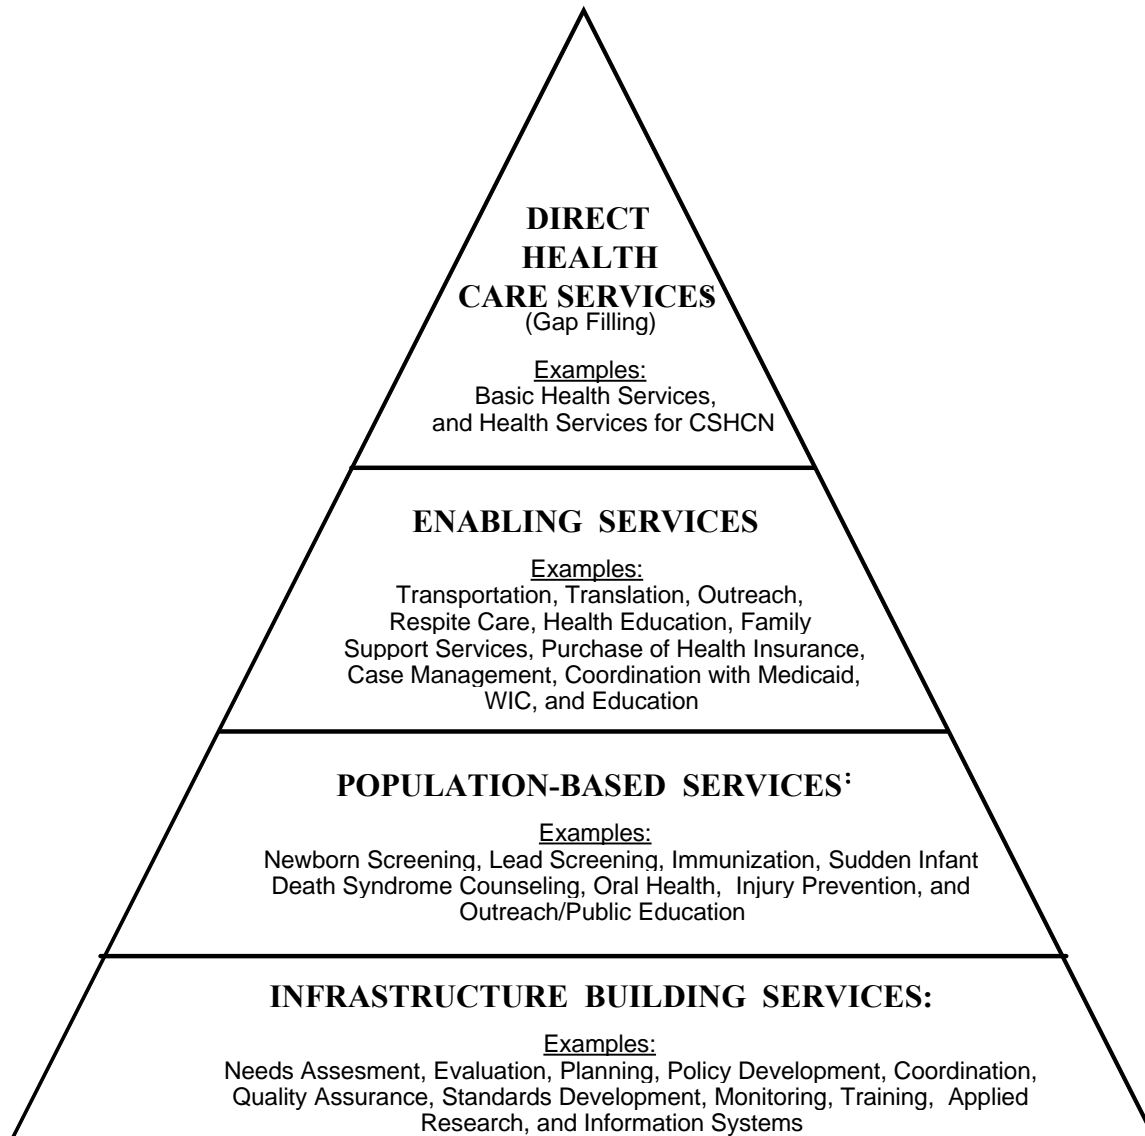 DIRECT
HEALTH
CARE SERVICES:
(Gap Filling)
Examples:
Basic Health Services,
and Health Services for CSHCN
ENABLING SERVICES
Examples:
Transportation, Translation, Outreach,
Respite Care, Health Education, Family
Support Services, Purchase of Health Insurance,
Case Management, Coordination with Medicaid,
WIC, and Education
POPULATION-BASED SERVICES:
Examples:
Newborn Screening, Lead Screening, Immunization, Sudden Infant
Death Syndrome Counseling, Oral Health, Injury Prevention, and
Outreach/Public Education
INFRASTRUCTURE BUILDING SERVICES:
Examples:
Needs Assesment, Evaluation, Planning, Policy Development, Coordination,
Quality Assurance, Standards Development, Monitoring, Training, Applied
Research, and Information Systems